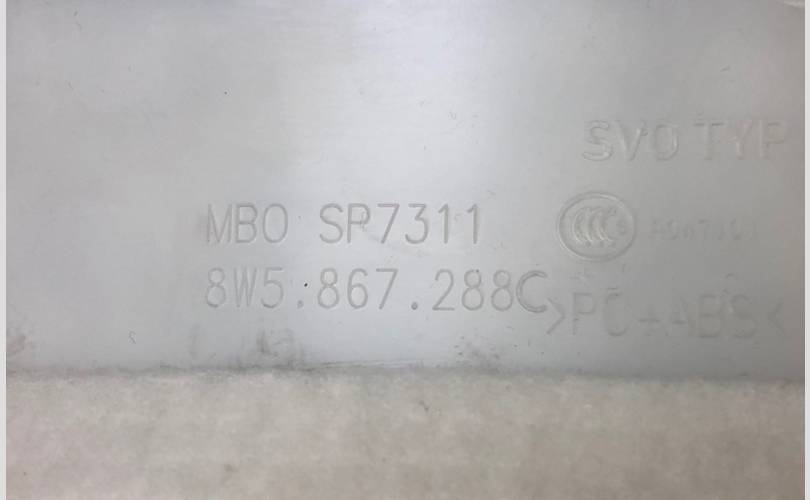 SVO TYP
MBO SP7311
8W5.867.288C
>PC+ABS<